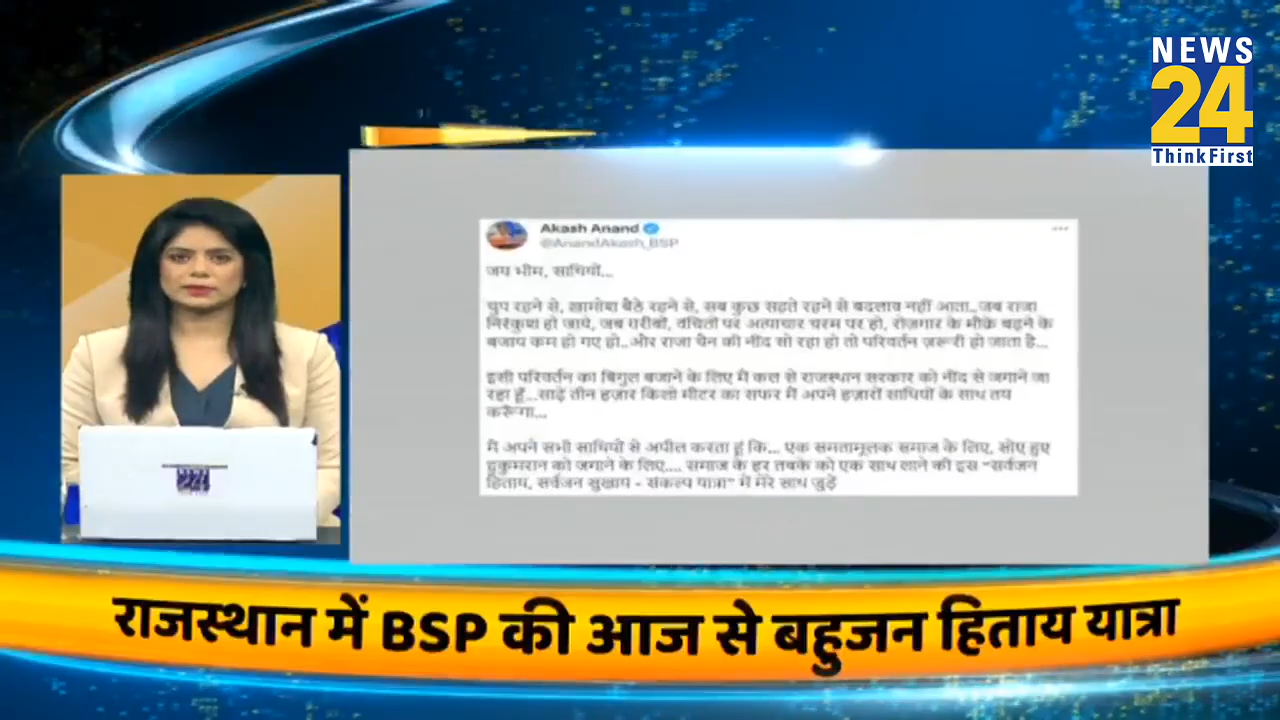 NEWS
24
ThinkFirst
Akash Anand
@AnandAkash_BSP
जय भीम, साथियों...
चुप रहने से, खामोश बैठे रहने से, सब कुछ सहते रहने से बदलाव नहीं आता..जब राजा
निरंकुश हो जाये, जब ग़रीबों, वंचितों पर अत्याचार चरम पर हो, रोज़गार के मौक़े बढ़ने के
बजाय कम हो गए हो..और राजा चैन की नींद सो रहा हो तो परिवर्तन ज़रूरी हो जाता है...
इसी परिवर्तन का बिगुल बजाने के लिए मैं कल से राजस्थान सरकार को नींद से जगाने जा
रहा हूँ...साढ़े तीन हज़ार किलो मीटर का सफर मैं अपने हज़ारों साथियों के साथ तय
करूँगा...
मैं अपने सभी साथियों से अपील करता हूं कि... एक समतामूलक समाज के लिए, सोए हुए
हुकुमरान को जगाने के लिए.... समाज के हर तबके को एक साथ लाने की इस "सर्वजन
हिताय, सर्वजन सुखाय - संकल्प यात्रा" में मेरे साथ जुड़ें
राजस्थान में BSP की आज से बहुजन हिताय यात्रा